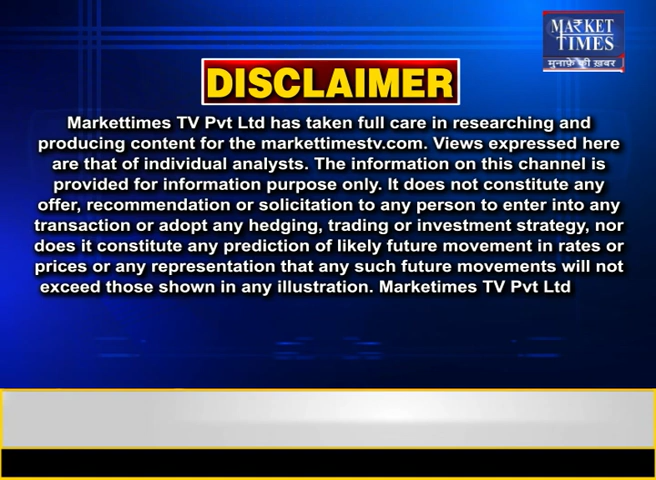 MARKET
TIMES
मुनाफ़े की ख़बर
DISCLAIMER
Markettimes TV Pvt Ltd has taken full care in researching and
producing content for the markettimestv.com. Views expressed here
are that of individual analysts. The information on this channel is
provided for information purpose only. It does not constitute any
offer, recommendation or solicitation to any person to enter into any
transaction or adopt any hedging, trading or investment strategy, nor
does it constitute any prediction of likely future movement in rates or
prices or any representation that any such future movements will not
exceed those shown in any illustration. Marketimes TV Pvt Ltd